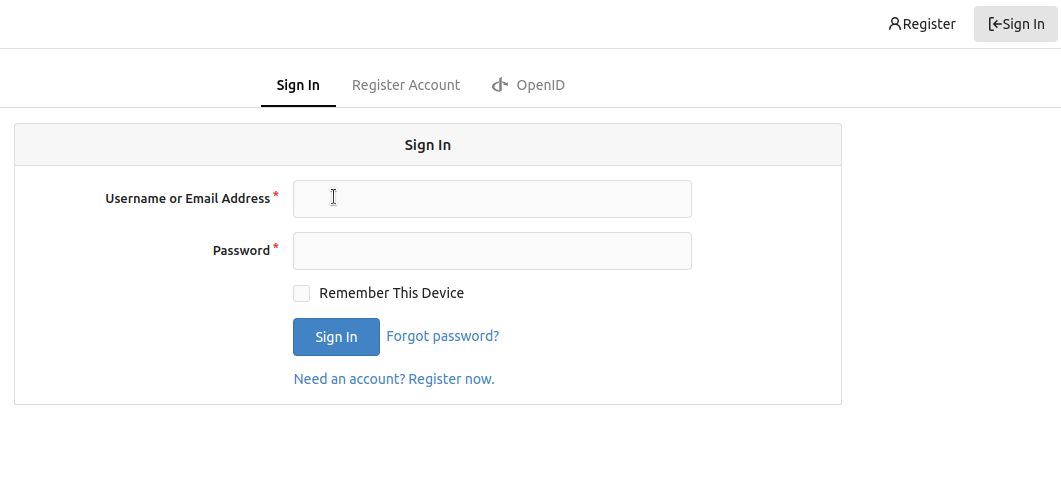 Register Sign In
Sign In Register Account OpenID
Sign In
Username or Email Address *
Password *
Remember This Device
Sign In Forgot password?
Need an account? Register now.